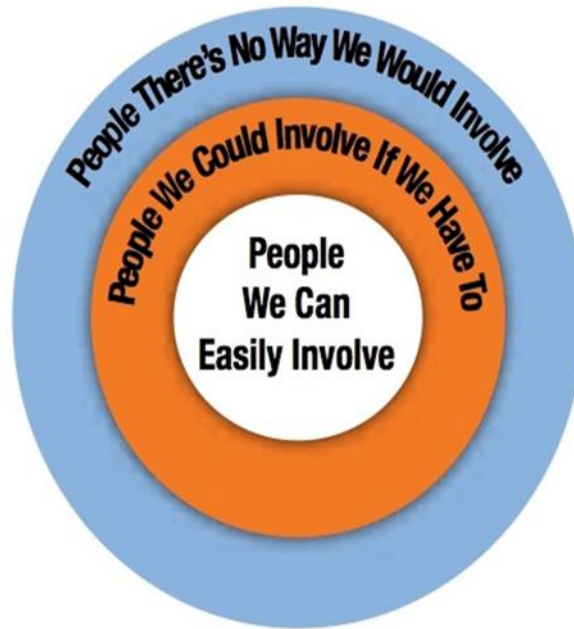 People There's No Way We Would Involve
People We Could Involve If We Have To
People
We Can
Easily Involve